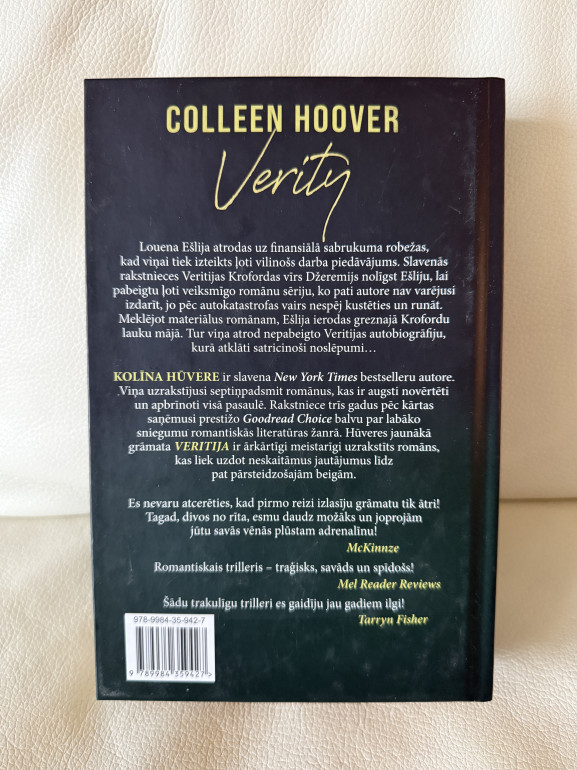 COLLEEN HOOVER
Verity
Louena Ešlija atrodas uz finansiālā sabrukuma robežas,
kad viņai tiek izteikts ļoti vilinošs darba piedāvājums. Slavenās
rakstnieces Veritijas Krofordas vīrs Džeremijs nolīgst Ešliju, lai
pabeigtu ļoti veiksmīgo romānu sēriju, ko pati autore nav varējusi
izdarīt, jo pēc autokatastrofas vairs nespēj kustēties un runāt.
Meklējot materiālus romānam, Ešlija ierodas greznajā Krofordu
lauku mājā. Tur viņa atrod nepabeigto Veritijas autobiogrāfiju,
kurā atklāti satricinoši noslēpumi…
KOLĪNA HŪVERE ir slavena New York Times bestselleru autore.
Viņa uzrakstījusi septiņpadsmit romānus, kas ir augsti novērtēti
un apbrīnoti visā pasaulē. Rakstniece trīs gadus pēc kārtas
saņēmusi prestižo Goodread Choice balvu par labāko
sniegumu romantiskās literatūras žanrā. Hūveres jaunākā
grāmata VERITIJA ir ārkārtīgi meistarīgi uzrakstīts romāns,
kas liek uzdot neskaitāmus jautājumus līdz
pat pārsteidzošajām beigām.
Es nevaru atcerēties, kad pirmo reizi izlasīju grāmatu tik ātri!
Tagad, divos no rīta, esmu daudz možāks un joprojām
jūtu savās vēnās plūstam adrenalīnu!
McKinnze
Romantiskais trilleris – traģisks, savāds un spīdošs!
Mel Reader Reviews
Šādu trakulīgu trilleri es gaidīju jau gadiem ilgi!
Tarryn Fisher
978-9984-35-942-7
9 789984 359427